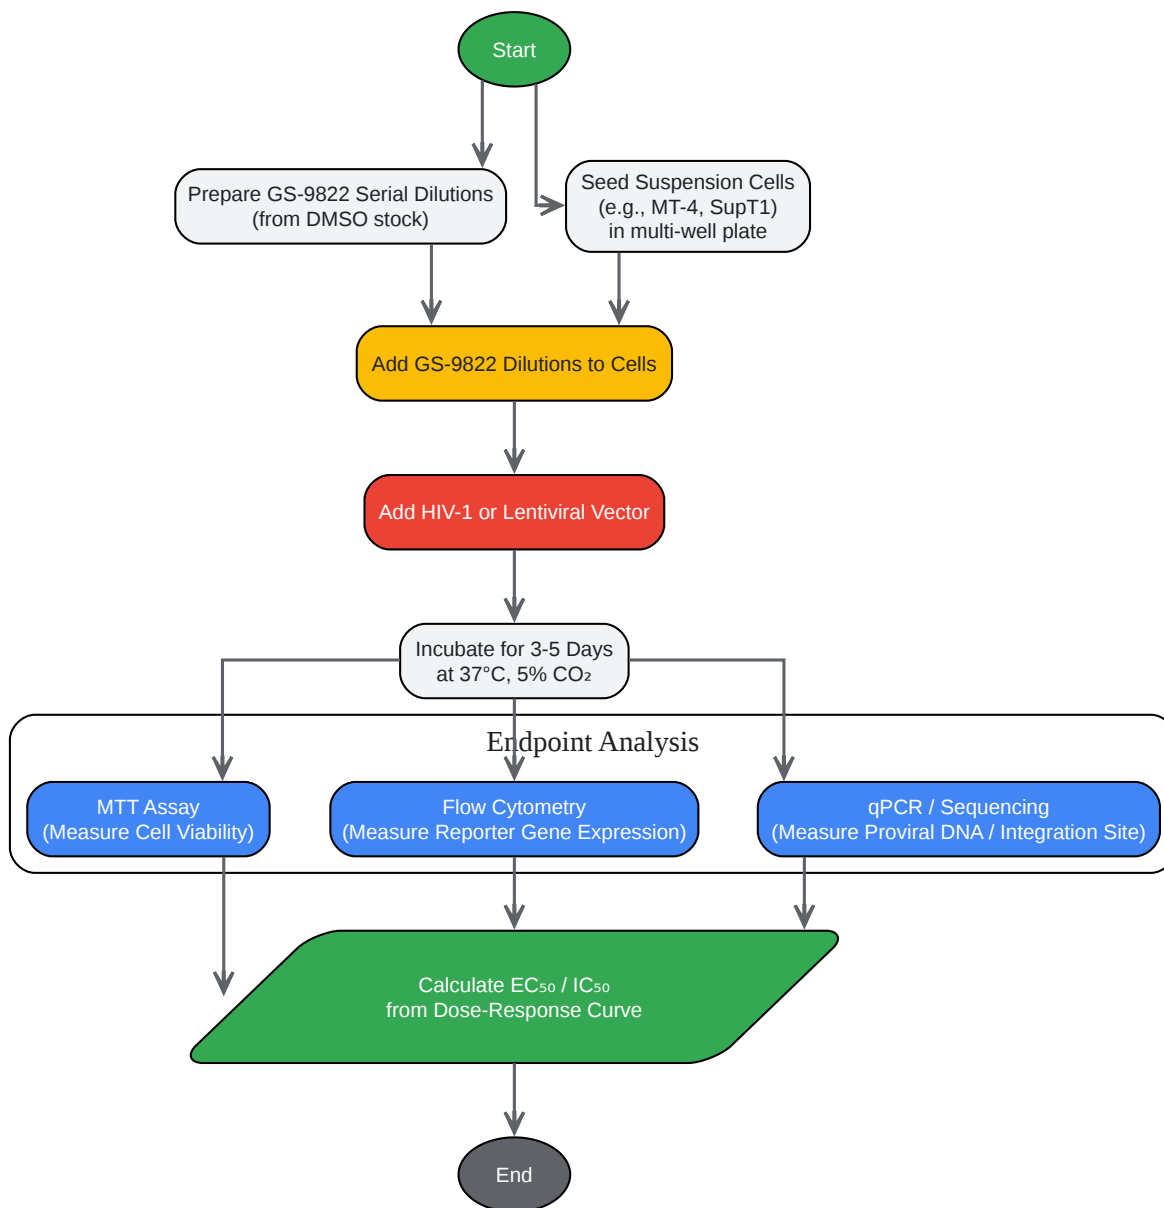 Start
Prepare GS-9822 Serial Dilutions
(from DMSO stock)
Seed Suspension Cells
(e.g., MT-4, SupT1)
in multi-well plate
Add GS-9822 Dilutions to Cells
Add HIV-1 or Lentiviral Vector
Incubate for 3-5 Days
at 37°C, 5% CO₂
Endpoint Analysis
MTT Assay
(Measure Cell Viability)
Flow Cytometry
(Measure Reporter Gene Expression)
qPCR / Sequencing
(Measure Proviral DNA / Integration Site)
Calculate EC₅₀ / IC₅₀
from Dose-Response Curve
End